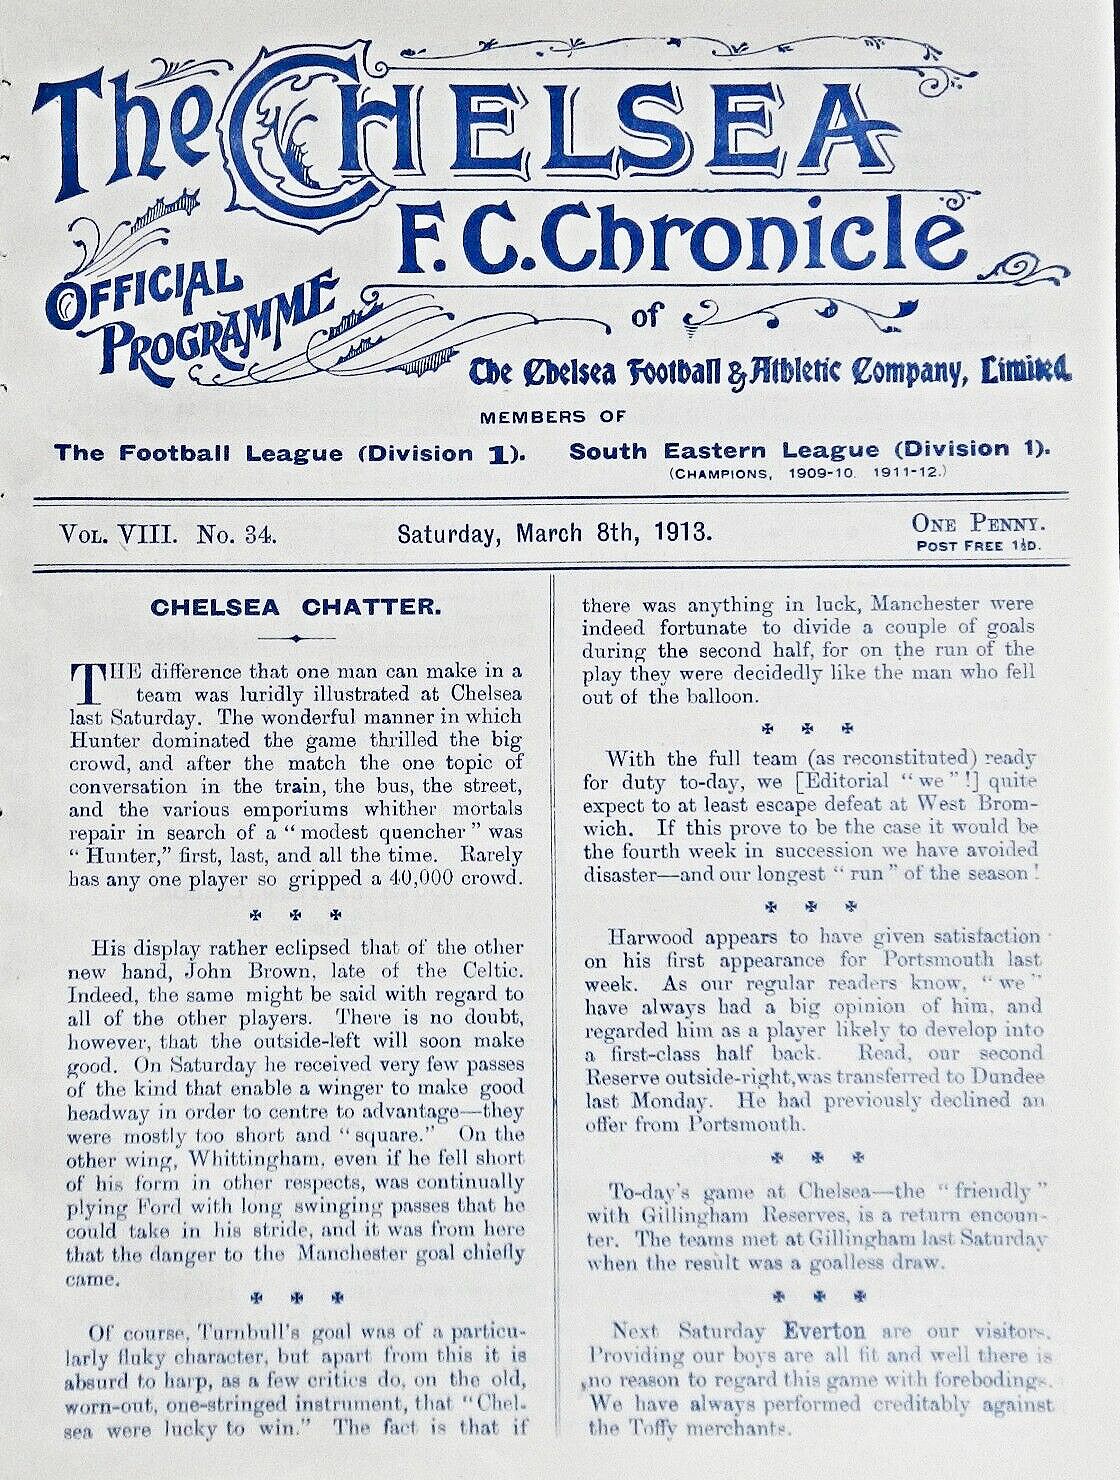 The CHELSEA
F.C. Chronicle
OFFICIAL
PROGRAMME
of
The Chelsea Football & Athletic Company, Limited.
MEMBERS OF
The Football League (Division 1). South Eastern League (Division 1).
(CHAMPIONS, 1909-10. 1911-12.)
VOL. VIII. No. 34. Saturday, March 8th, 1913. ONE PENNY.
POST FREE 1½D.
CHELSEA CHATTER.
THE difference that one man can make in a
team was luridly illustrated at Chelsea
last Saturday. The wonderful manner in which
Hunter dominated the game thrilled the big
crowd, and after the match the one topic of
conversation in the train, the bus, the street,
and the various emporiums whither mortals
repair in search of a "modest quencher" was
"Hunter," first, last, and all the time. Rarely
has any one player so gripped a 40,000 crowd.
✠ ✠ ✠
His display rather eclipsed that of the other
new hand, John Brown, late of the Celtic.
Indeed, the same might be said with regard to
all of the other players. There is no doubt,
however, that the outside-left will soon make
good. On Saturday he received very few passes
of the kind that enable a winger to make good
headway in order to centre to advantage—they
were mostly too short and "square." On the
other wing, Whittingham, even if he fell short
of his form in other respects, was continually
plying Ford with long swinging passes that he
could take in his stride, and it was from here
that the danger to the Manchester goal chiefly
came.
✠ ✠ ✠
Of course, Turnbull's goal was of a particu-
larly fluky character, but apart from this it is
absurd to harp, as a few critics do, on the old,
worn-out, one-stringed instrument, that "Chel-
sea were lucky to win." The fact is that if
there was anything in luck, Manchester were
indeed fortunate to divide a couple of goals
during the second half, for on the run of the
play they were decidedly like the man who fell
out of the balloon.
✠ ✠ ✠
With the full team (as reconstituted) ready
for duty to-day, we [Editorial "we"!] quite
expect to at least escape defeat at West Brom-
wich. If this prove to be the case it would be
the fourth week in succession we have avoided
disaster—and our longest "run" of the season!
✠ ✠ ✠
Harwood appears to have given satisfaction
on his first appearance for Portsmouth last
week. As our regular readers know, "we"
have always had a big opinion of him, and
regarded him as a player likely to develop into
a first-class half back. Read, our second
Reserve outside-right, was transferred to Dundee
last Monday. He had previously declined an
offer from Portsmouth.
✠ ✠ ✠
To-day's game at Chelsea—the "friendly"
with Gillingham Reserves, is a return encoun-
ter. The teams met at Gillingham last Saturday
when the result was a goalless draw.
✠ ✠ ✠
Next Saturday Everton are our visitors.
Providing our boys are all fit and well there is
no reason to regard this game with forebodings.
We have always performed creditably against
the Toffy merchants.